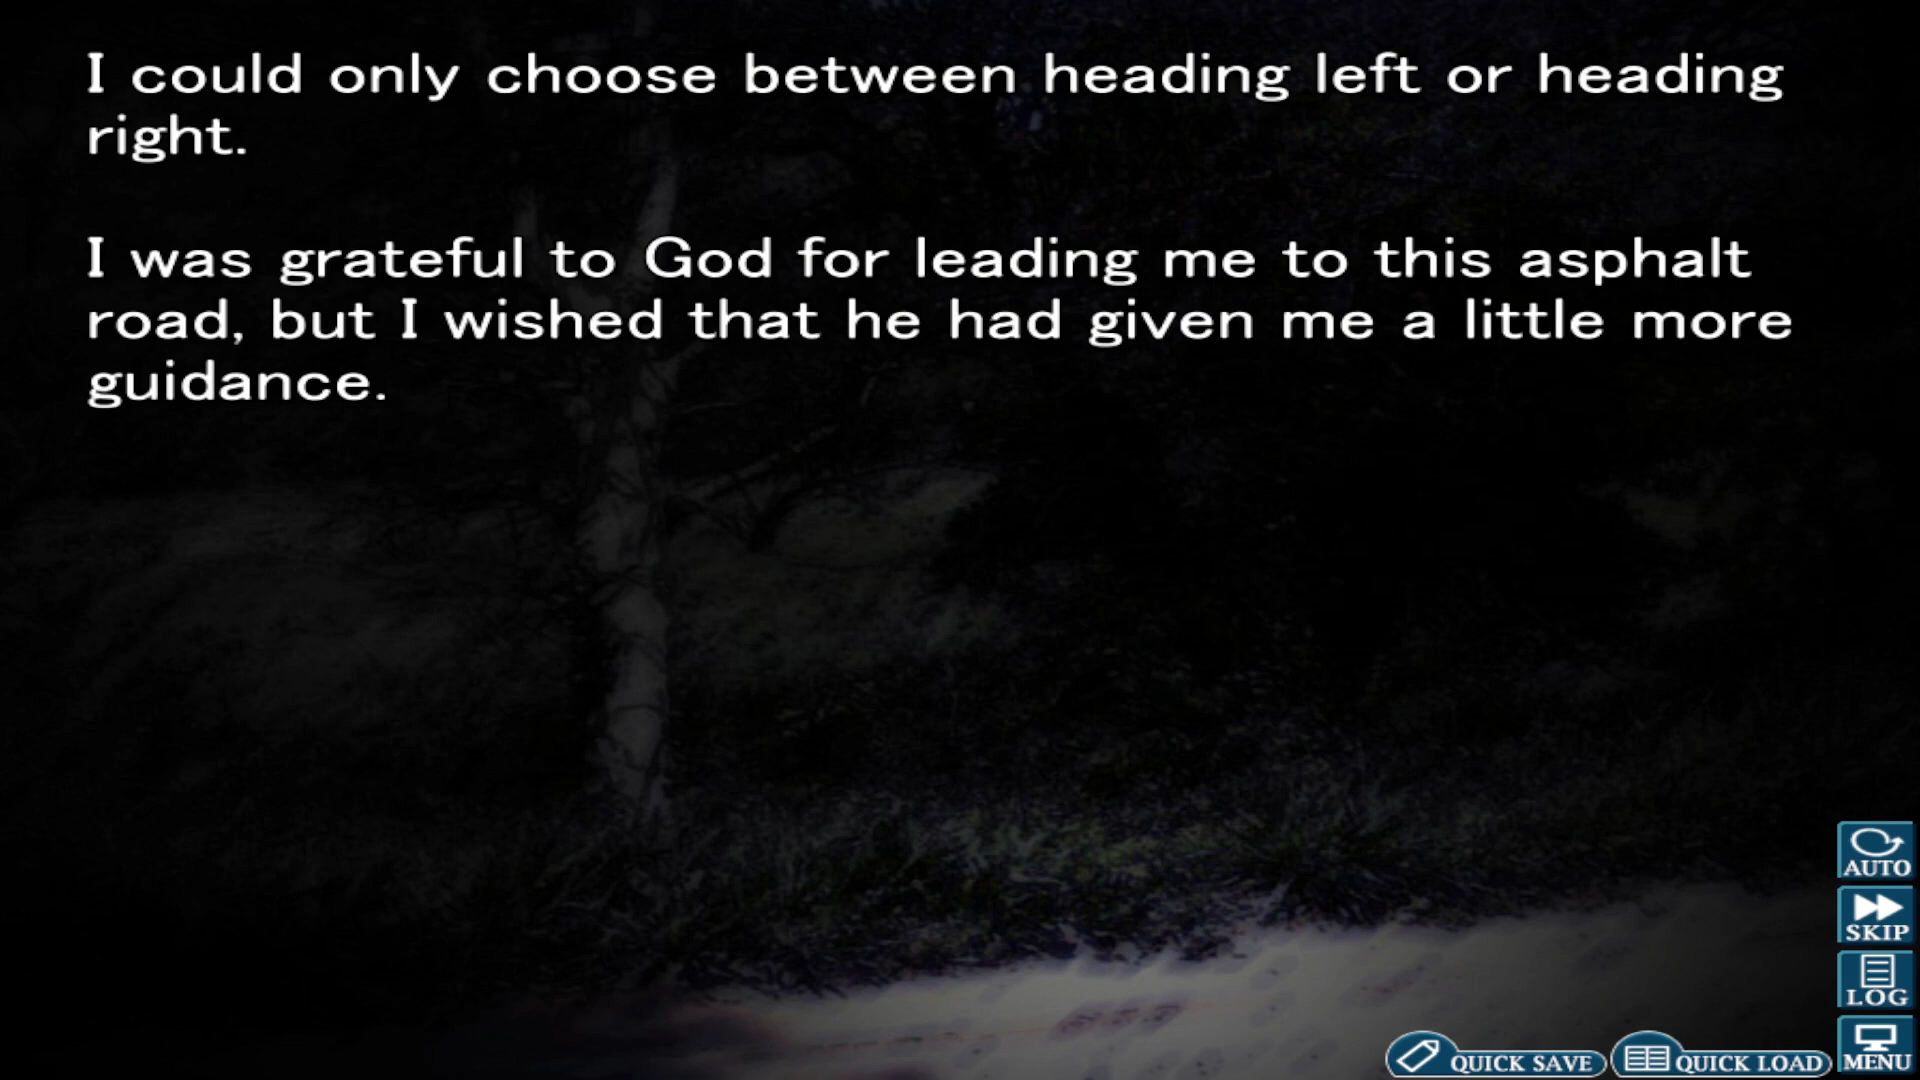 I could only choose between heading left or heading
right.
I was grateful to God for leading me to this asphalt
road, but I wished that he had given me a little more
guidance.
AUTO
SKIP
LOG
MENU
QUICK SAVE
QUICK LOAD